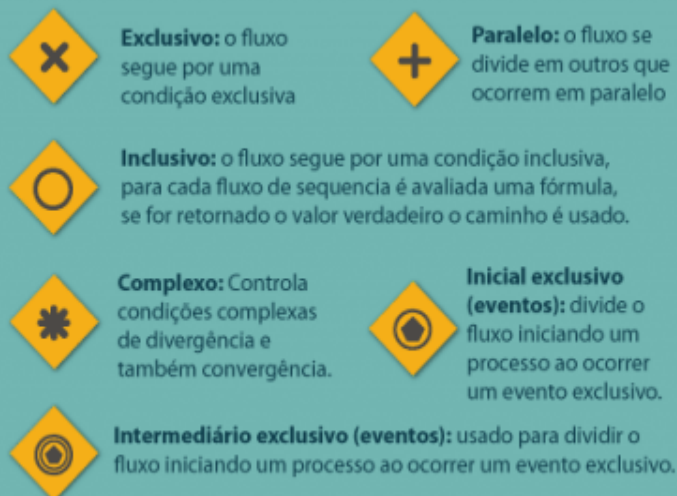 Exclusivo: o fluxo
segue por uma
condição exclusiva
Paralelo: o fluxo se
divide em outros que
ocorrem em paralelo
Inclusivo: o fluxo segue por uma condição inclusiva,
para cada fluxo de sequencia é avaliada uma fórmula,
se for retornado o valor verdadeiro o caminho é usado.
Complexo: Controla
condições complexas
de divergência e
também convergência.
Inicial exclusivo
(eventos): divide o
fluxo iniciando um
processo ao ocorrer
um evento exclusivo.
Intermediário exclusivo (eventos): usado para dividir o
fluxo iniciando um processo ao ocorrer um evento exclusivo.